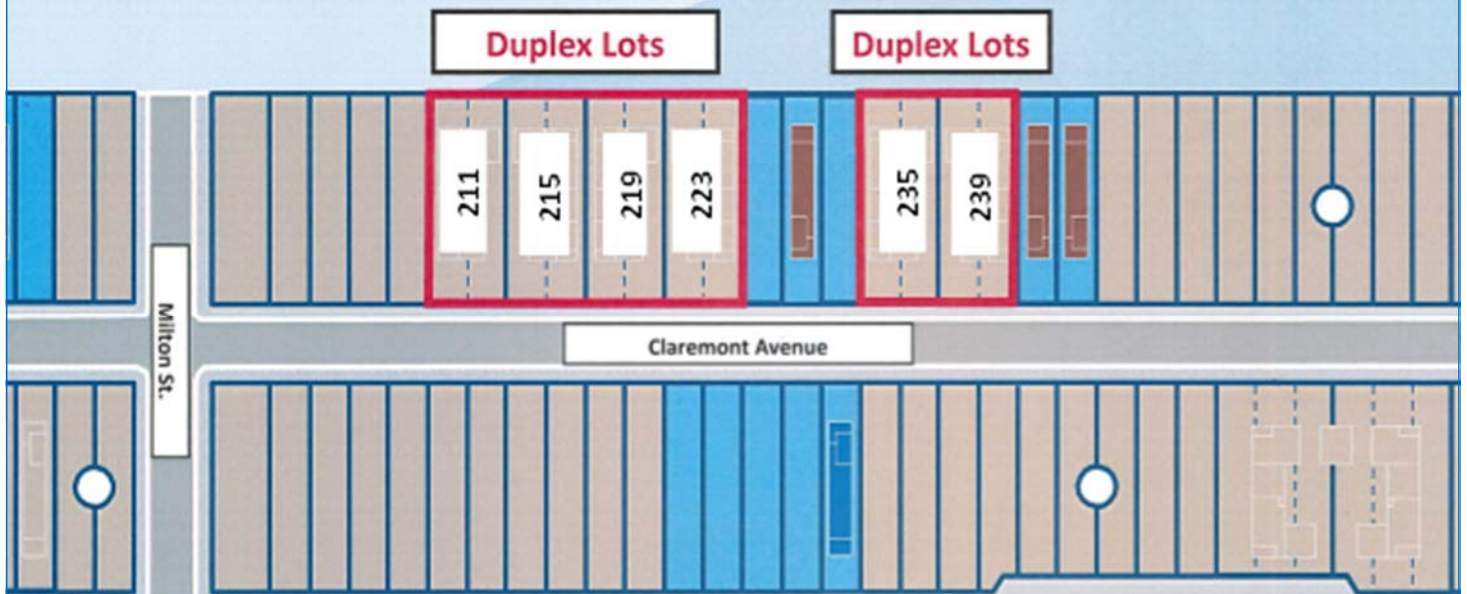 Duplex Lots
Duplex Lots
211
215
219
223
235
239
Milton St.
Claremont Avenue